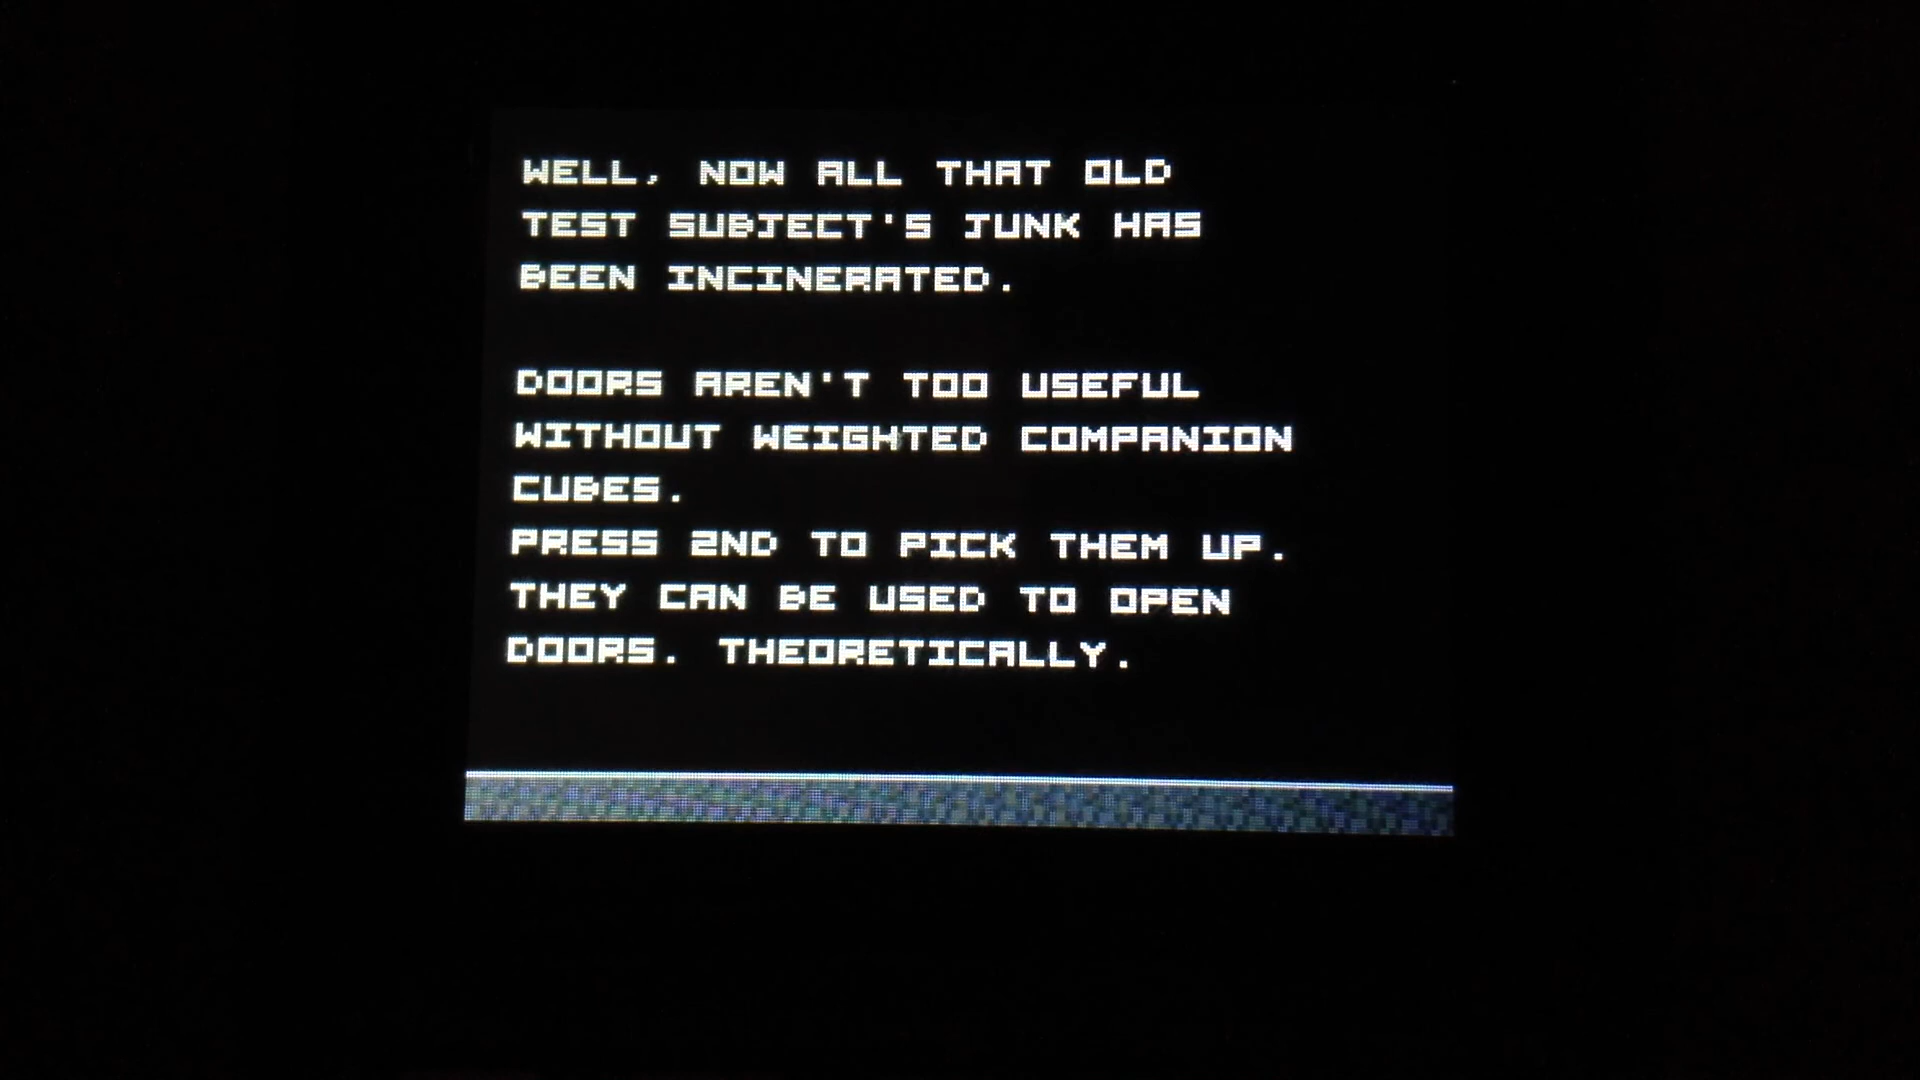 WELL, NOW ALL THAT OLD
TEST SUBJECT'S JUNK HAS
BEEN INCINERATED.
DOORS AREN'T TOO USEFUL
WITHOUT WEIGHTED COMPANION
CUBES.
PRESS 2ND TO PICK THEM UP.
THEY CAN BE USED TO OPEN
DOORS. THEORETICALLY.